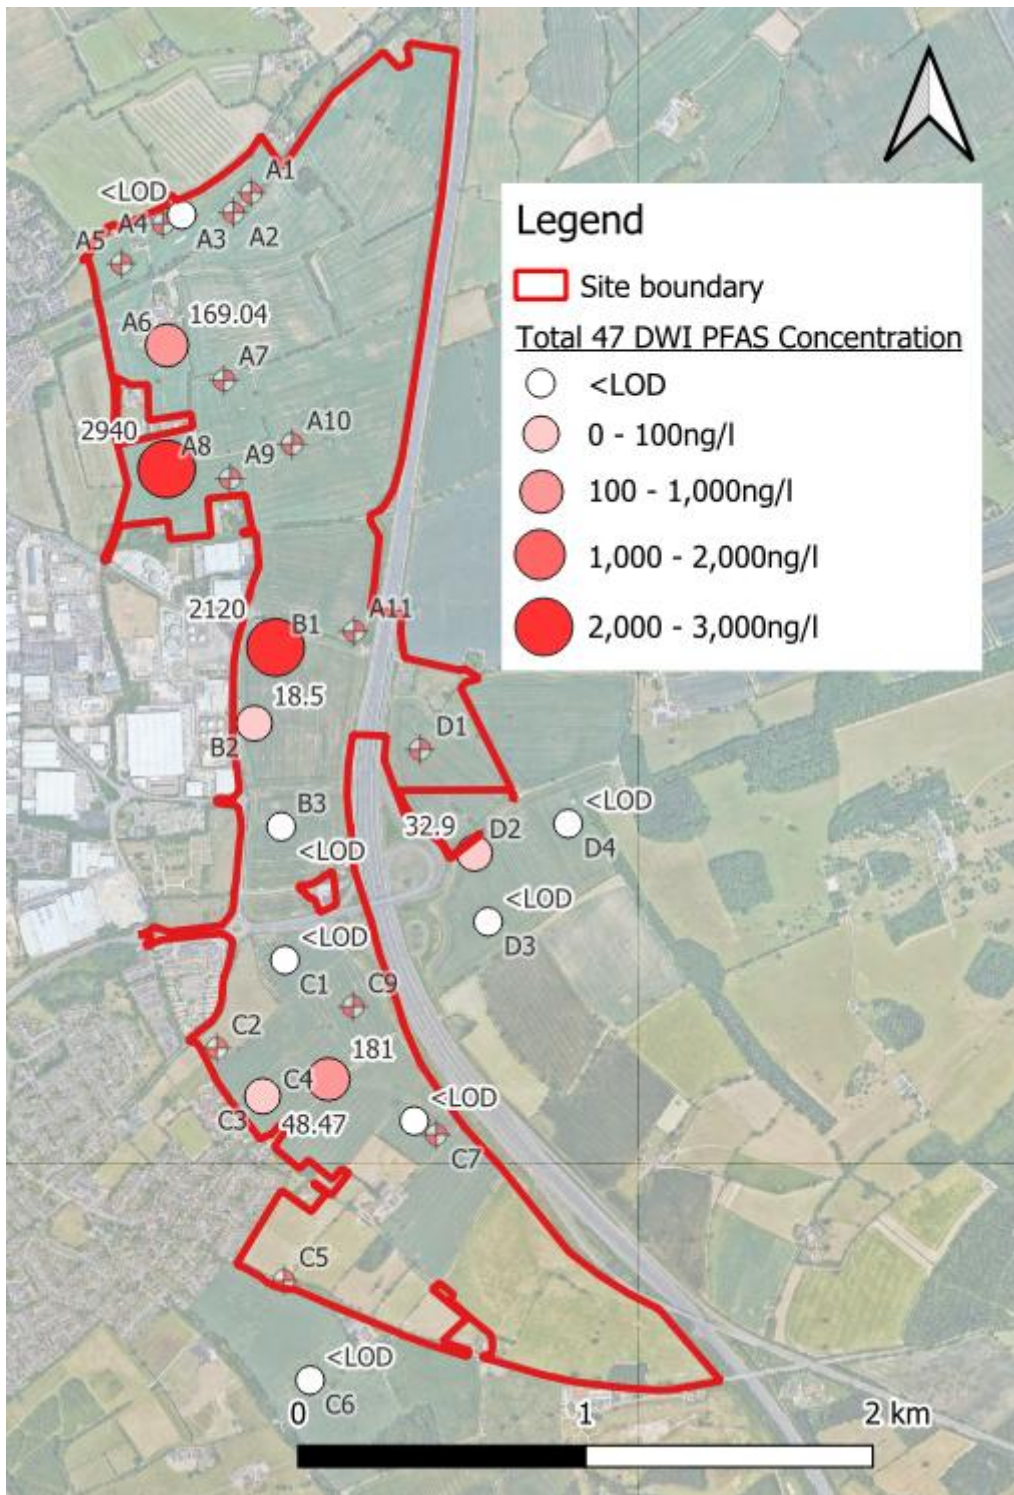 A1
<LOD
A4
A3
A2
A5
Legend
Site boundary
Total 47 DWI PFAS Concentration
<LOD
0 - 100ng/l
100 - 1,000ng/l
1,000 - 2,000ng/l
2,000 - 3,000ng/l
A6
169.04
A7
2940
A8
A9
A10
2120
B1
A11
18.5
B2
D1
B3
<LOD
32.9
D2
<LOD
D4
<LOD
D3
<LOD
C1
C9
C2
181
C4
C3
48.47
<LOD
C7
C5
<LOD
C6
0
1
2 km